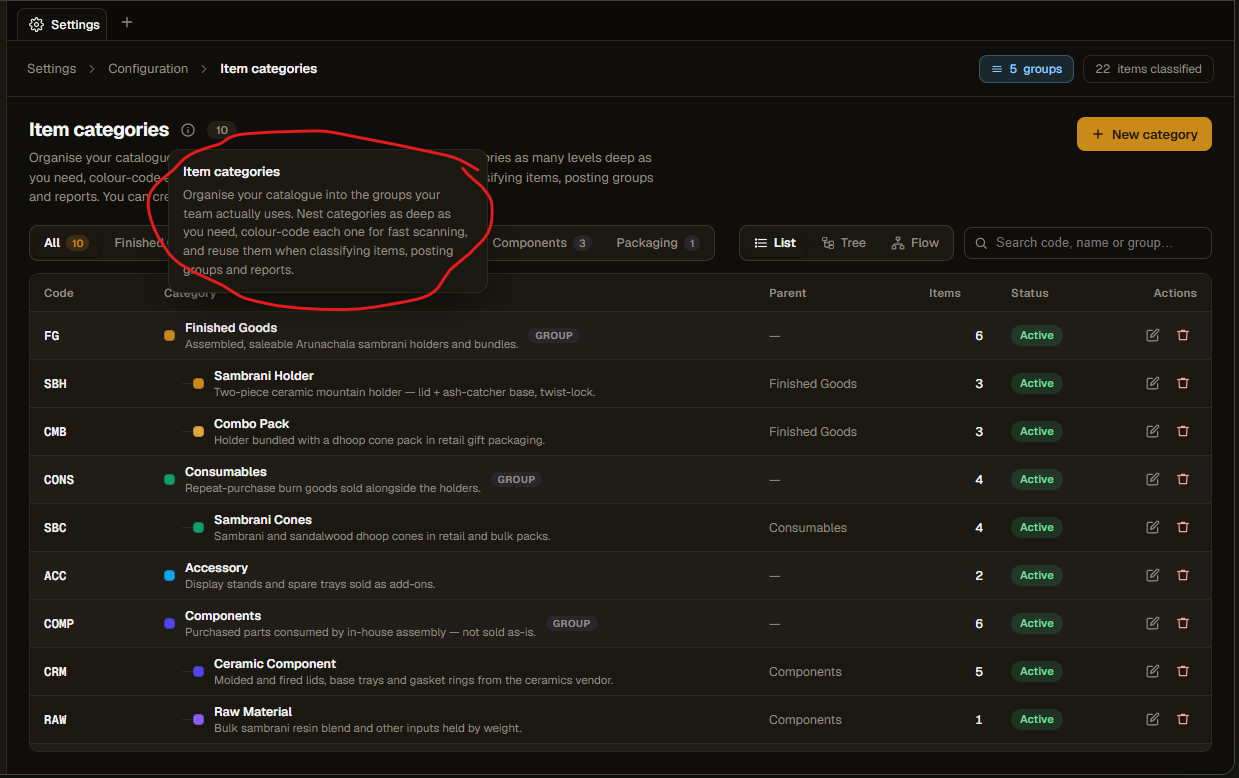 Settings
Settings > Configuration > Item categories
5 groups
22 items classified
Item categories 10
New category
Organise your catalogue
ories as many levels deep as
you need, colour-code
sifying items, posting groups
and reports. You can cre
Item categories
Organise your catalogue into the groups your
team actually uses. Nest categories as deep as
you need, colour-code each one for fast scanning,
and reuse them when classifying items, posting
groups and reports.
All 10 Finished Components 3 Packaging 1
List Tree Flow
Search code, name or group...
Code Category Parent Items Status Actions
FG Finished Goods GROUP — 6 Active
Assembled, saleable Arunachala sambrani holders and bundles.
SBH Sambrani Holder Finished Goods 3 Active
Two-piece ceramic mountain holder — lid + ash-catcher base, twist-lock.
CMB Combo Pack Finished Goods 3 Active
Holder bundled with a dhoop cone pack in retail gift packaging.
CONS Consumables GROUP — 4 Active
Repeat-purchase burn goods sold alongside the holders.
SBC Sambrani Cones Consumables 4 Active
Sambrani and sandalwood dhoop cones in retail and bulk packs.
ACC Accessory — 2 Active
Display stands and spare trays sold as add-ons.
COMP Components GROUP — 6 Active
Purchased parts consumed by in-house assembly — not sold as-is.
CRM Ceramic Component Components 5 Active
Molded and fired lids, base trays and gasket rings from the ceramics vendor.
RAW Raw Material Components 1 Active
Bulk sambrani resin blend and other inputs held by weight.